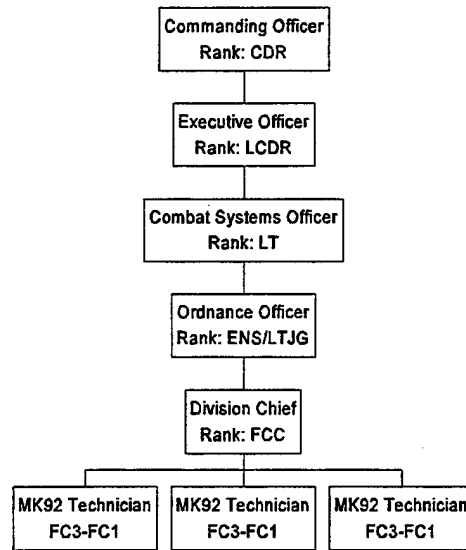 Commanding Officer
Rank: CDR
Executive Officer
Rank: LCDR
Combat Systems Officer
Rank: LT
Ordnance Officer
Rank: ENS/LTJG
Division Chief
Rank: FCC
MK92 Technician
FC3-FC1
MK92 Technician
FC3-FC1
MK92 Technician
FC3-FC1